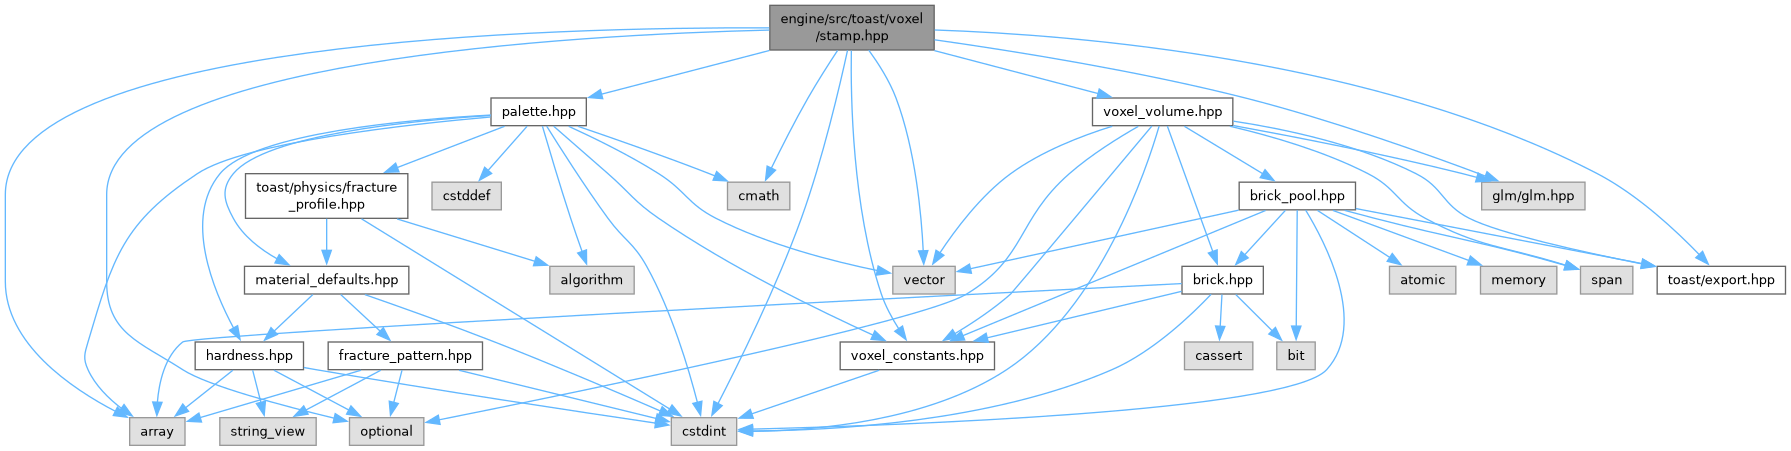 engine/src/toast/voxel
/stamp.hpp
palette.hpp
voxel_volume.hpp
toast/physics/fracture
_profile.hpp
cstddef
cmath
brick_pool.hpp
glm/glm.hpp
material_defaults.hpp
algorithm
vector
brick.hpp
atomic
memory
span
toast/export.hpp
hardness.hpp
fracture_pattern.hpp
voxel_constants.hpp
cassert
bit
array
string_view
optional
cstdint